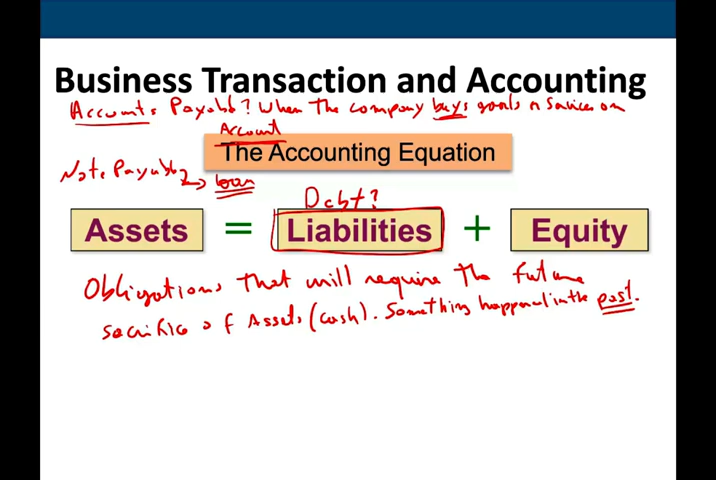 Business Transaction and Accounting
Accounts Payable? When The company buys goods or Services on
Account
The Accounting Equation
Note Payable → loan
Debt?
Assets = Liabilities + Equity
Obligations that will require the future
sacrifice of Assets (cash). Something happened in the past.